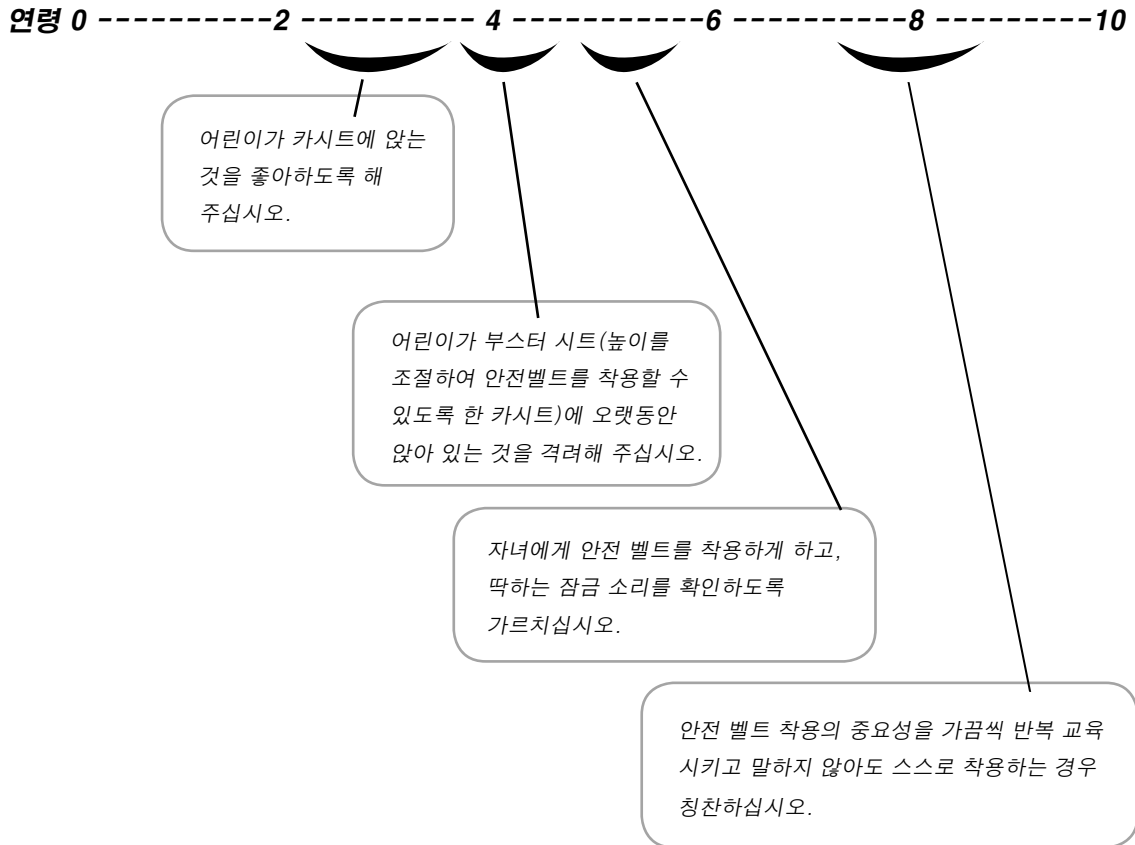 연령 0 -----------2 ---------- 4 -----------6 ----------8 -----------10
어린이가 카시트에 앉는
것을 좋아하도록 해
주십시오.
어린이가 부스터 시트(높이를
조절하여 안전벨트를 착용할 수
있도록 한 카시트)에 오랫동안
앉아 있는 것을 격려해 주십시오.
자녀에게 안전 벨트를 착용하게 하고,
딱하는 잠금 소리를 확인하도록
가르치십시오.
안전 벨트 착용의 중요성을 가끔씩 반복 교육
시키고 말하지 않아도 스스로 착용하는 경우
칭찬하십시오.